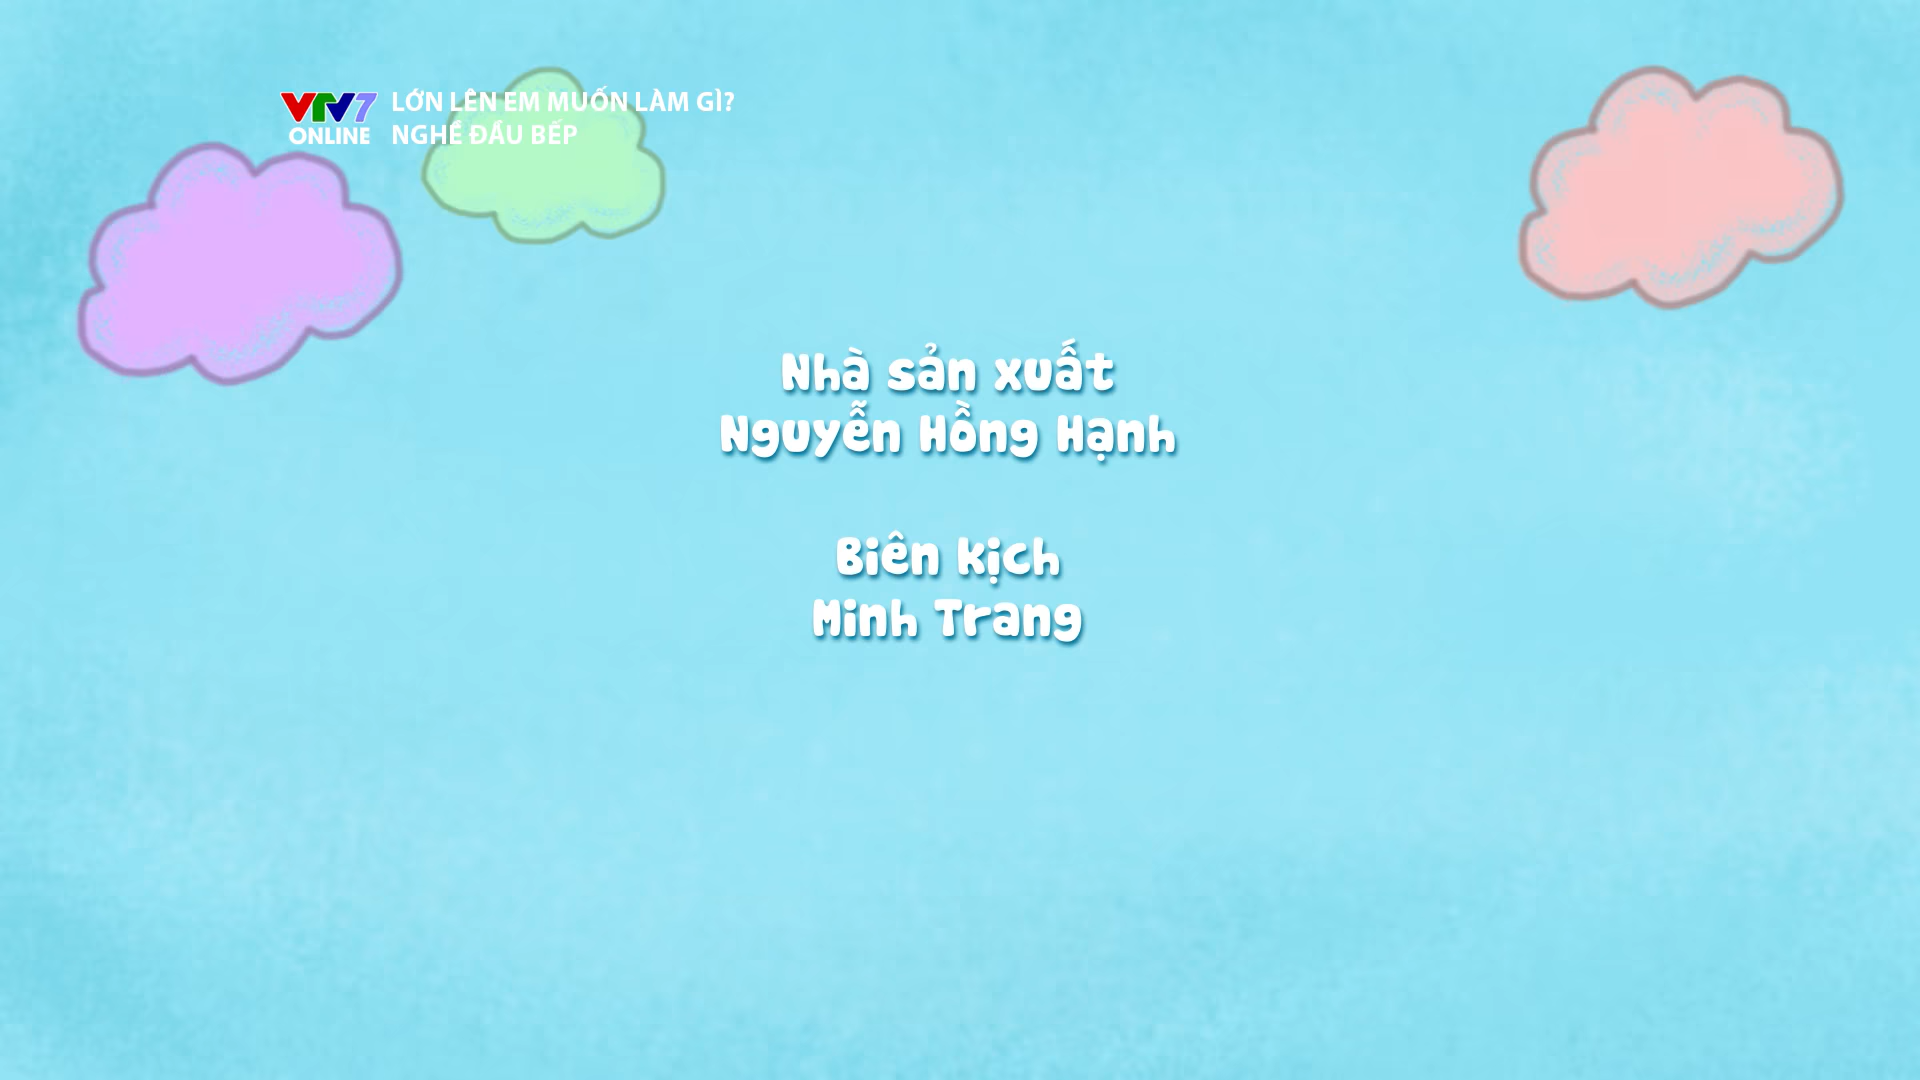 VTV7 LỚN LÊN EM MUỐN LÀM GÌ?
ONLINE NGHỀ ĐẦU BẾP
Nhà sản xuất
Nguyễn Hồng Hạnh
Biên kịch
Minh Trang